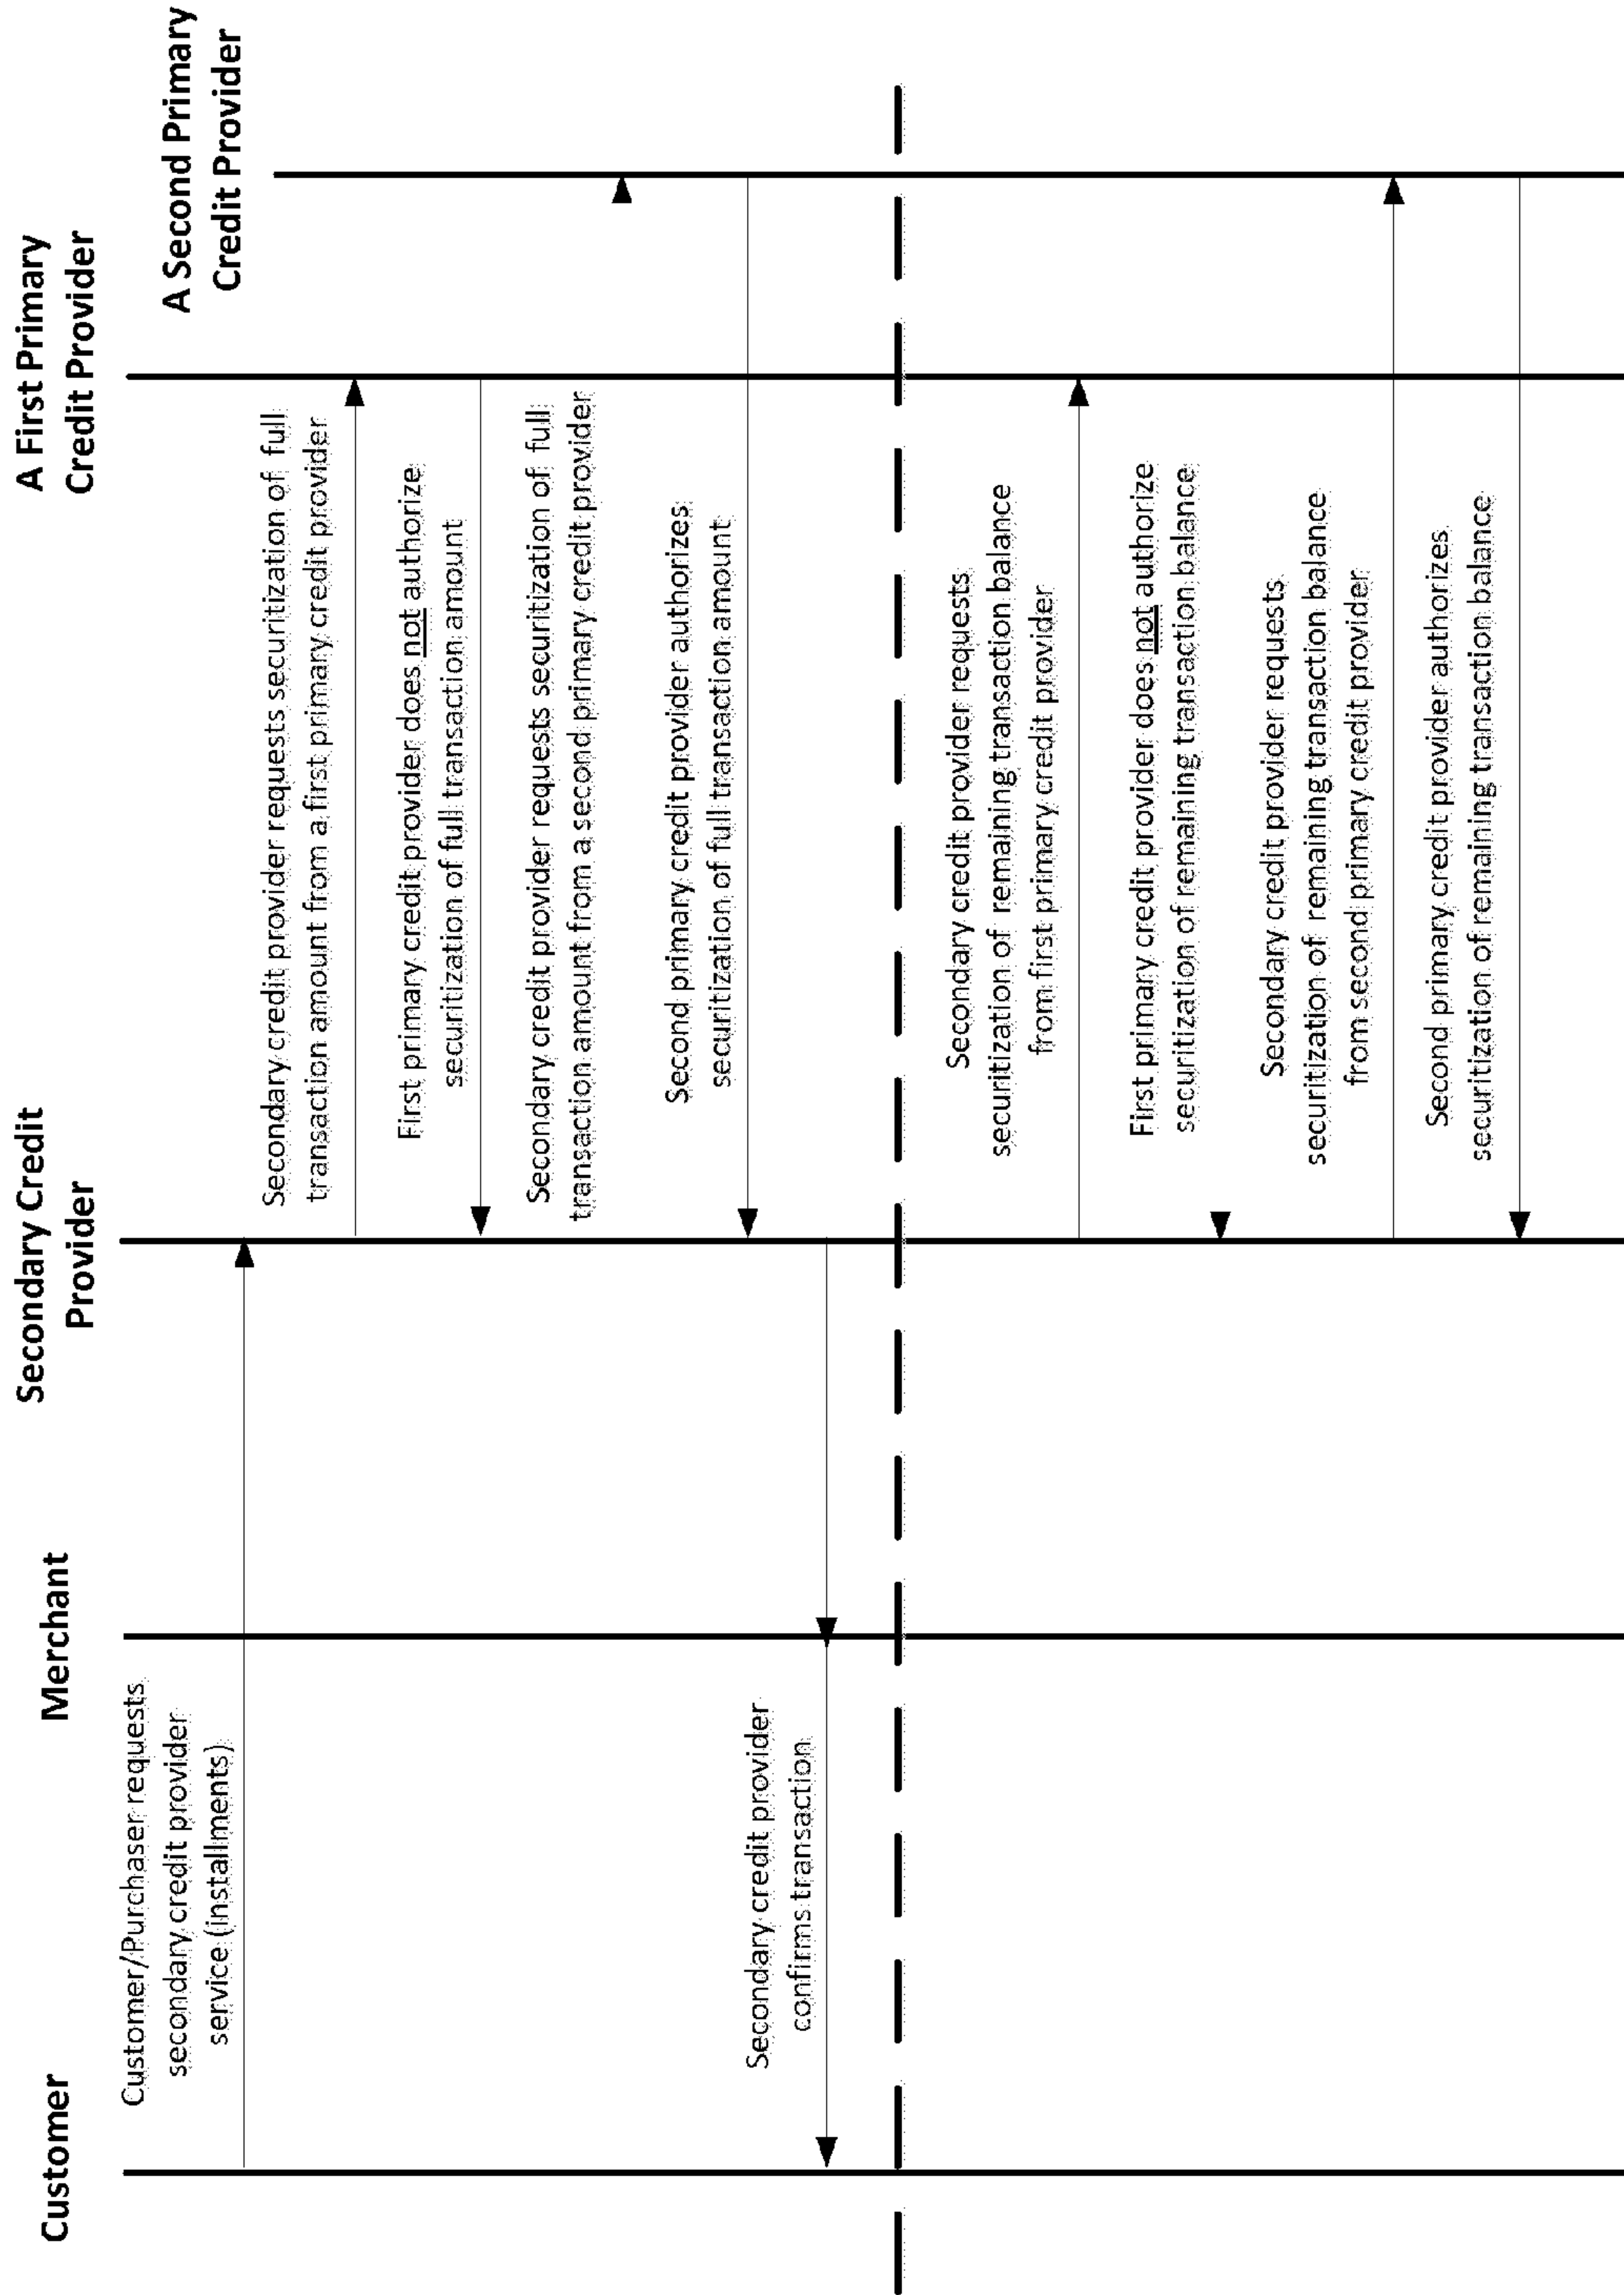 Customer
Merchant
Secondary Credit
Provider
A First Primary
Credit Provider
A Second Primary
Credit Provider
Customer/Purchaser requests
secondary credit provider
service (installments)
Secondary credit provider requests securitization of full
transaction amount from a first primary credit provider
First primary credit provider does not authorize
securitization of full transaction amount
Secondary credit provider requests securitization of full
transaction amount from a second primary credit provider
Second primary credit provider authorizes
securitization of full transaction amount
Secondary credit provider
confirms transaction
Secondary credit provider requests
securitization of remaining transaction balance
from first primary credit provider
First primary credit provider does not authorize
securitization of remaining transaction balance
Secondary credit provider requests
securitization of remaining transaction balance
from second primary credit provider
Second primary credit provider authorizes
securitization of remaining transaction balance